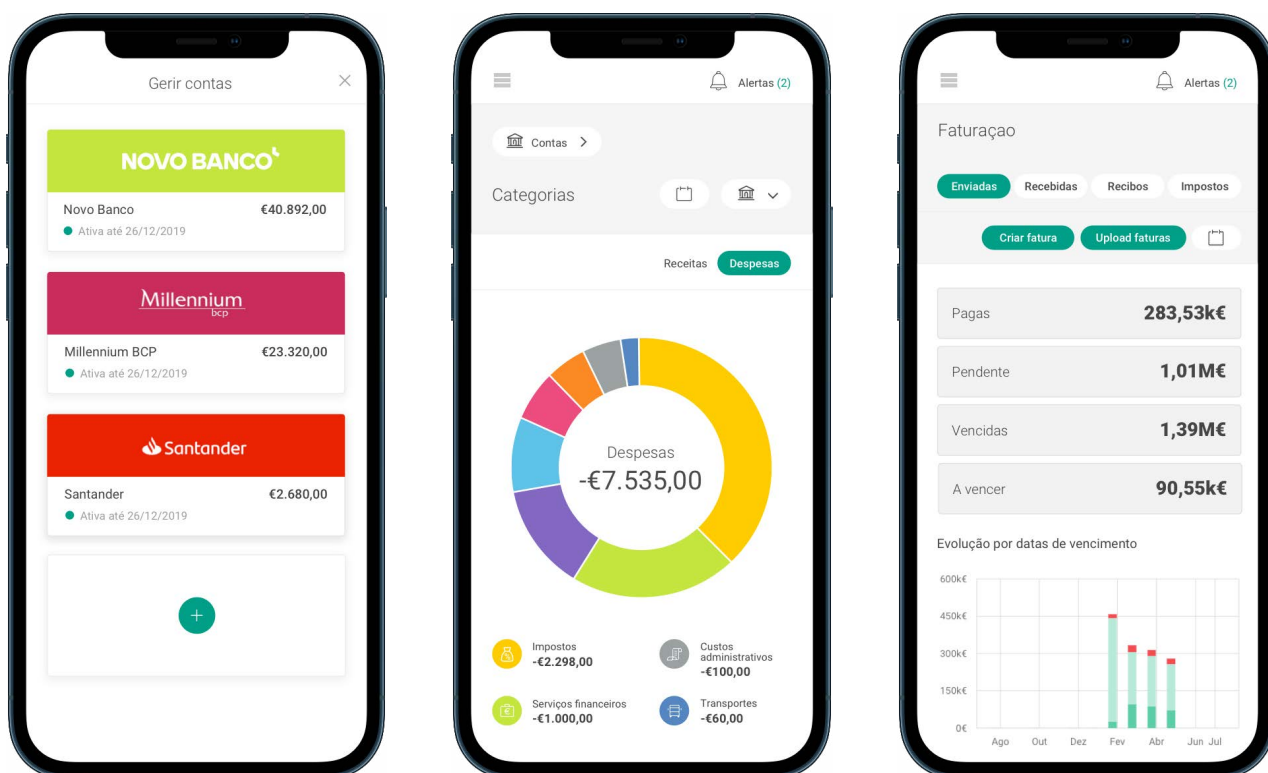 Gerir contas
NOVO BANCO
Novo Banco €40.892,00
Ativa até 26/12/2019
Millennium
bcp
Millennium BCP €23.320,00
Ativa até 26/12/2019
Santander
Santander €2.680,00
Ativa até 26/12/2019
Alertas (2)
Contas
Categorias
Receitas Despesas
Despesas
-€7.535,00
Impostos
-€2.298,00
Custos
administrativos
-€100,00
Serviços financeiros
-€1.000,00
Transportes
-€60,00
Alertas (2)
Faturaçao
Enviadas Recebidas Recibos Impostos
Criar fatura Upload faturas
Pagas 283,53k€
Pendente 1,01M€
Vencidas 1,39M€
A vencer 90,55k€
Evolução por datas de vencimento
600k€
450k€
300k€
150k€
0€
Ago Out Dez Fev Abr Jun Jul